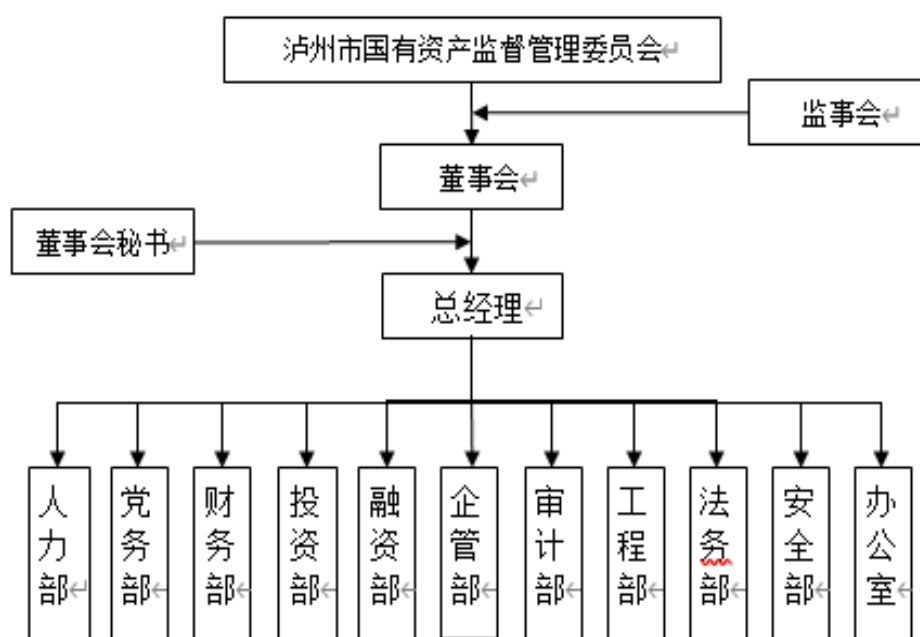 泸州市国有资产监督管理委员会
监事会
董事会
董事会秘书
总经理
人力部
党务部
财务部
投资部
融资部
企管部
审计部
工程部
法务部
安全部
办公室